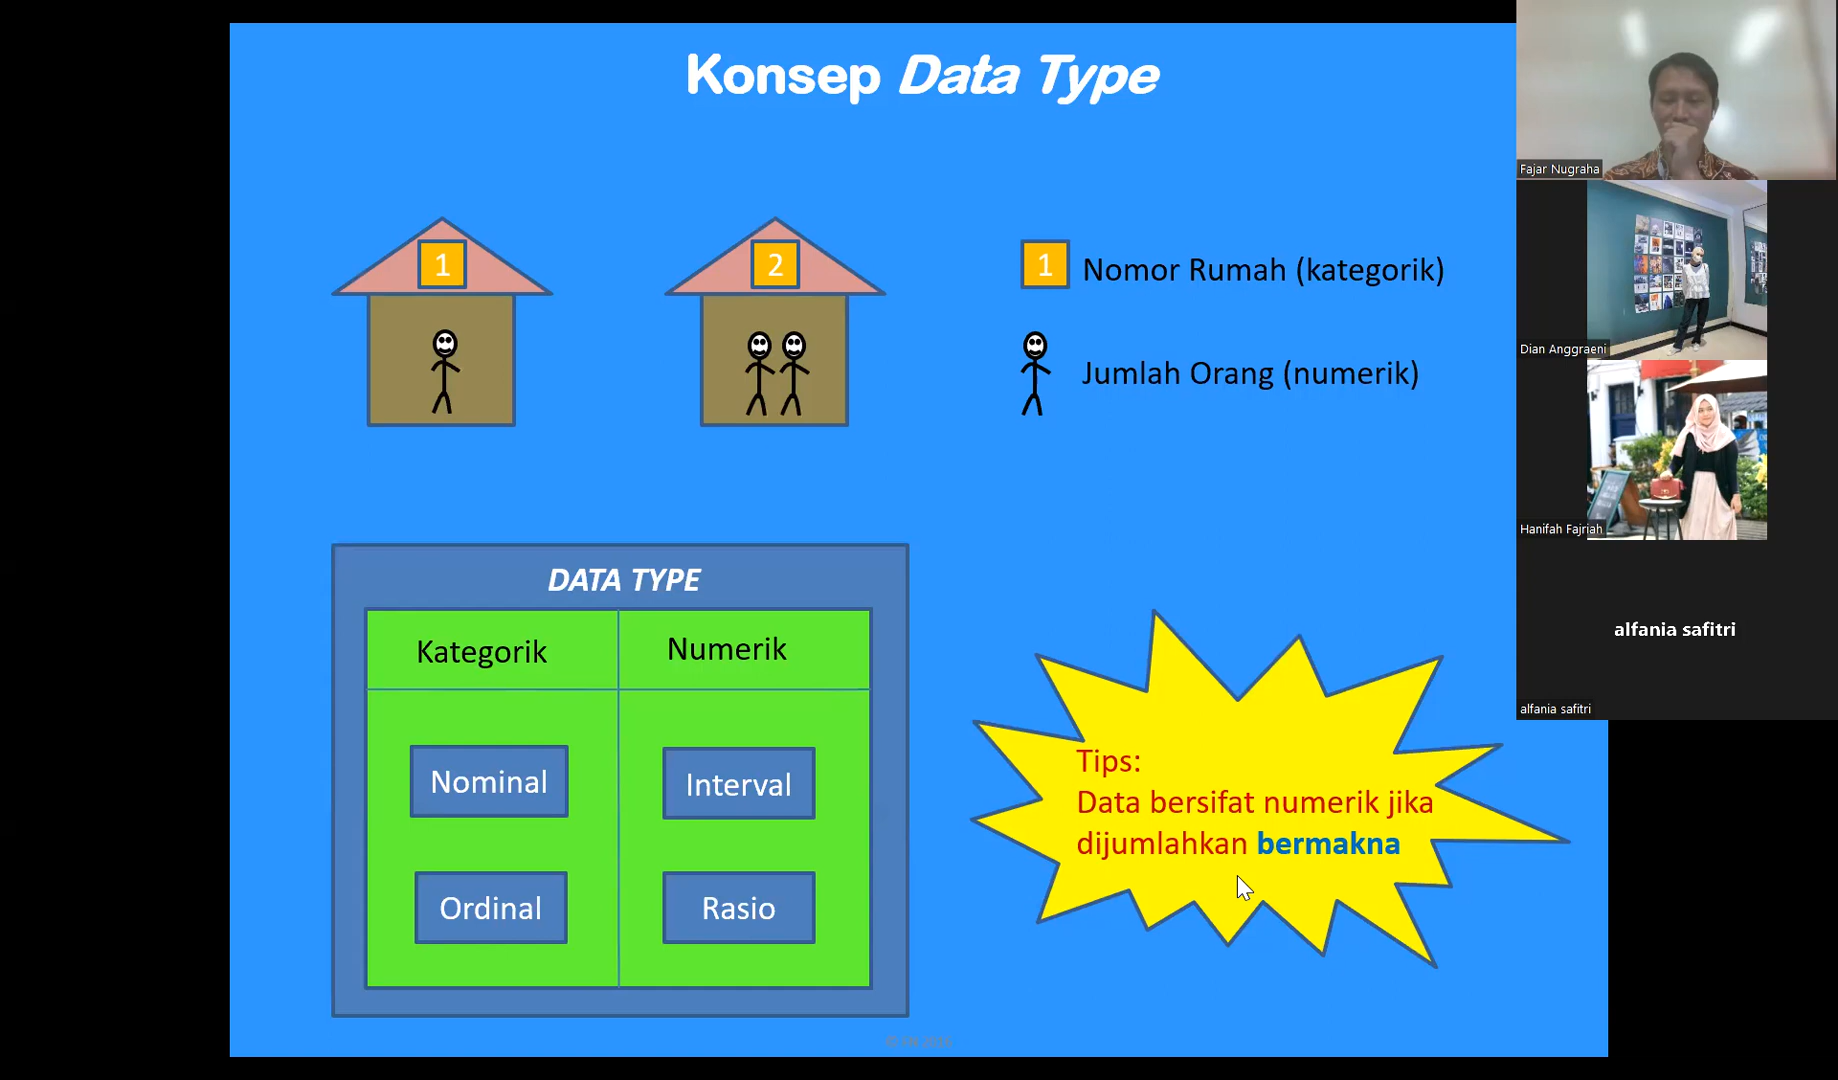 Konsep Data Type
1
2
1 Nomor Rumah (kategorik)
Jumlah Orang (numerik)
DATA TYPE
Kategorik
Numerik
Nominal
Interval
Ordinal
Rasio
Tips:
Data bersifat numerik jika
dijumlahkan bermakna
Fajar Nugraha
Dian Anggraeni
Hanifah Fajriah
alfania safitri
alfania safitri